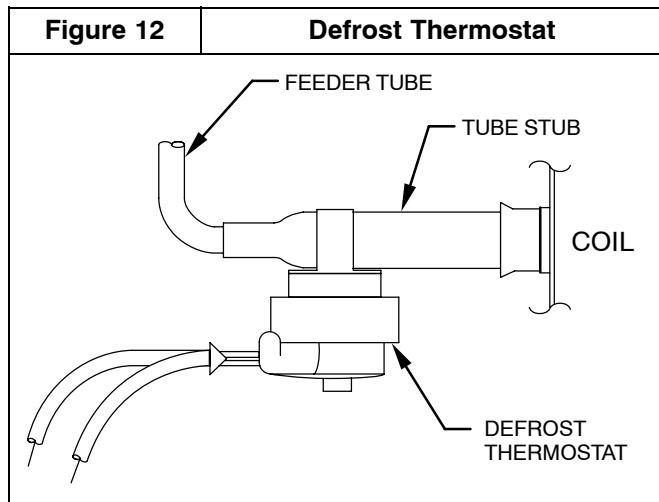 Figure 12
Defrost Thermostat
FEEDER TUBE
TUBE STUB
COIL
DEFROST
THERMOSTAT